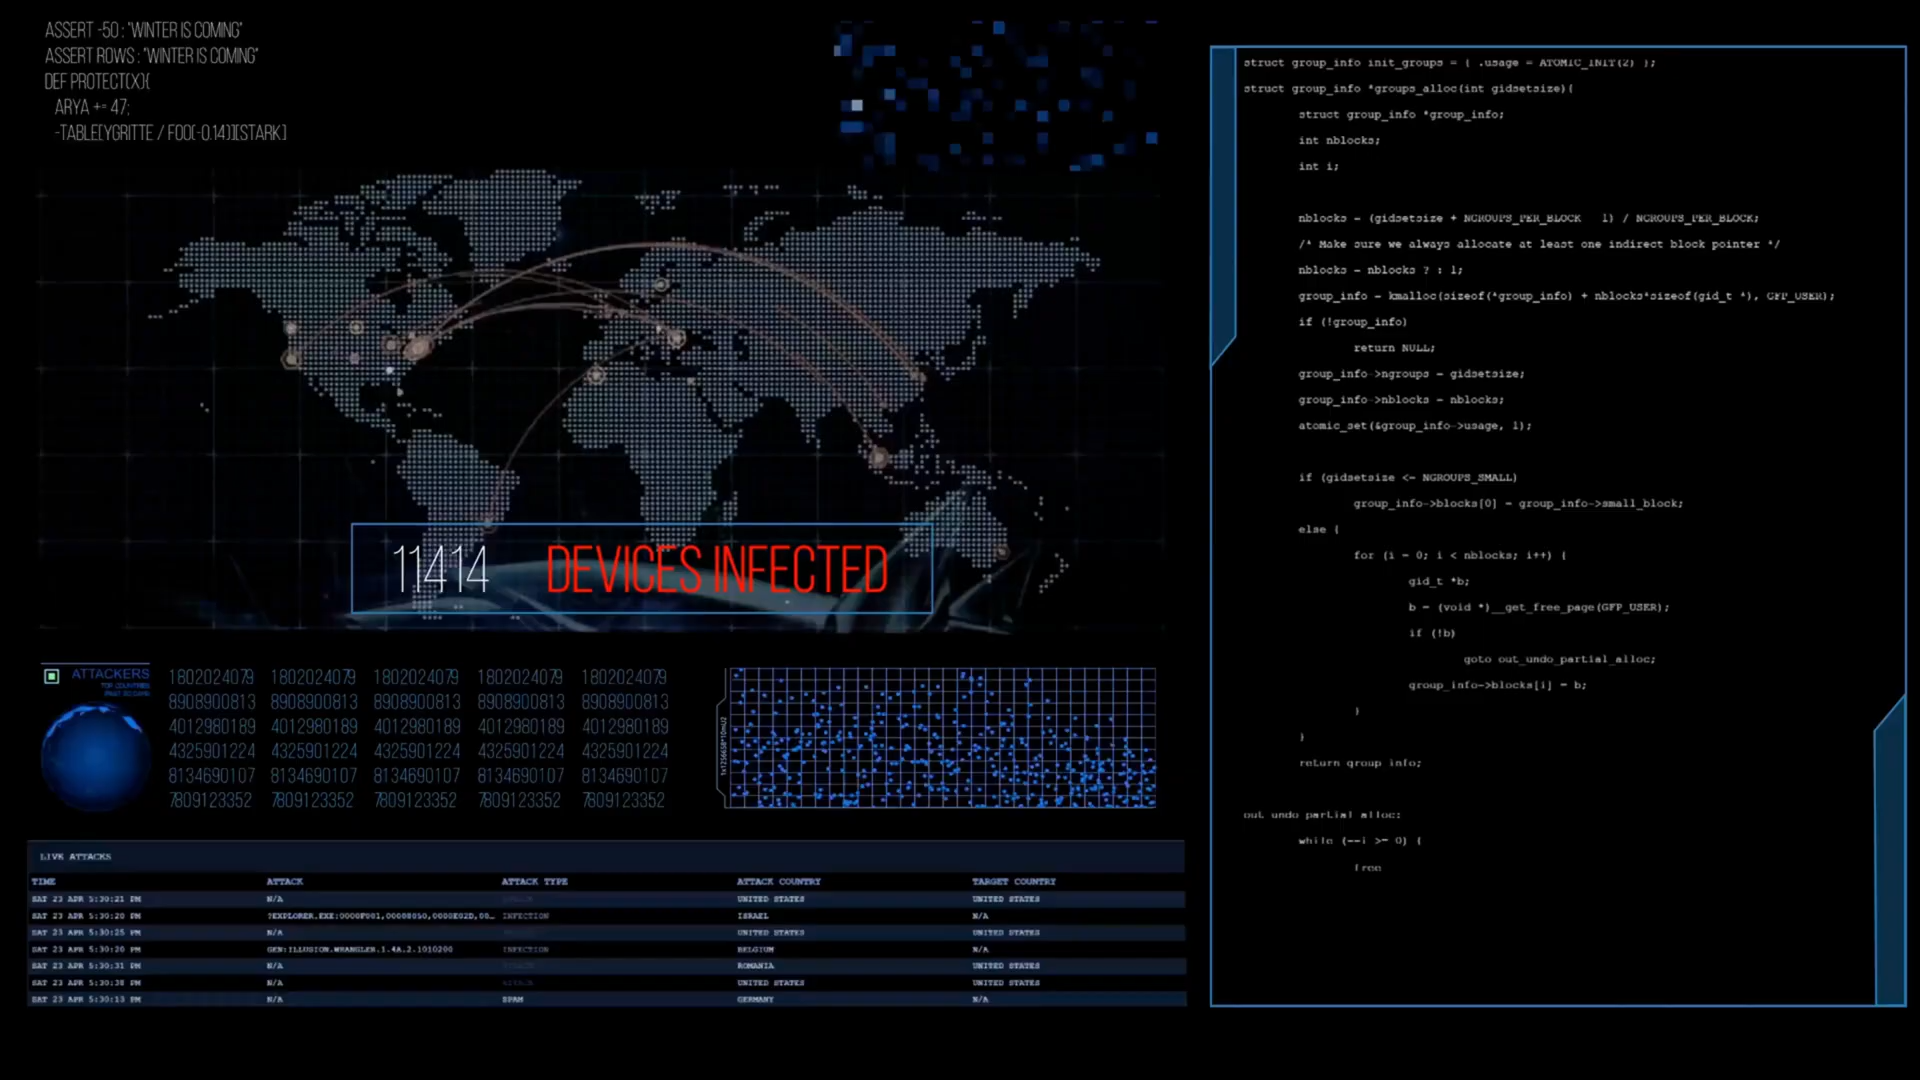 ASSERT -50 : "WINTER IS COMING"
ASSERT ROWS : "WINTER IS COMING"
DEF PROTECT(X){
ARYA += 47;
-TABLE[YGRITTE / FOO[-0.14)][STARK]
11414 DEVICES INFECTED
ATTACKERS
TOP COUNTRIES
1802024079 1802024079 1802024079 1802024079 1802024079
8908900813 8908900813 8908900813 8908900813 8908900813
4012980189 4012980189 4012980189 4012980189 4012980189
4325901224 4325901224 4325901224 4325901224 4325901224
8134690107 8134690107 8134690107 8134690107 8134690107
7809123352 7809123352 7809123352 7809123352 7809123352
LIVE ATTACKS
TIME ATTACK ATTACK TYPE ATTACK COUNTRY TARGET COUNTRY
SAT 23 APR 5:30:21 PM N/A UNITED STATES UNITED STATES
SAT 23 APR 5:30:20 PM INFECTION ISRAEL N/A
SAT 23 APR 5:30:25 PM N/A UNITED STATES UNITED STATES
SAT 23 APR 5:30:20 PM GEN:ILLUSION.WRANGLER.1.4A.2.1010200 INFECTION BELGIUM N/A
SAT 23 APR 5:30:31 PM N/A ROMANIA UNITED STATES
SAT 23 APR 5:30:38 PM N/A UNITED STATES UNITED STATES
SAT 23 APR 5:30:13 PM N/A SPAM GERMANY N/A
struct group_info init_groups = { .usage = ATOMIC_INIT(2) };
struct group_info *groups_alloc(int gidsetsize){
struct group_info *group_info;
int nblocks;
int i;
nblocks = (gidsetsize + NGROUPS_PER_BLOCK 1) / NGROUPS_PER_BLOCK;
/* Make sure we always allocate at least one indirect block pointer */
nblocks = nblocks ? : 1;
group_info = kmalloc(sizeof(*group_info) + nblocks*sizeof(gid_t *), GFP_USER);
if (!group_info)
return NULL;
group_info->ngroups = gidsetsize;
group_info->nblocks = nblocks;
atomic_set(&group_info->usage, 1);
if (gidsetsize <= NGROUPS_SMALL)
group_info->blocks[0] = group_info->small_block;
else {
for (i = 0; i < nblocks; i++) {
gid_t *b;
b = (void *)__get_free_page(GFP_USER);
if (!b)
goto out_undo_partial_alloc;
group_info->blocks[i] = b;
}
}
return group_info;
out_undo_partial_alloc:
while (--i >= 0) {
free